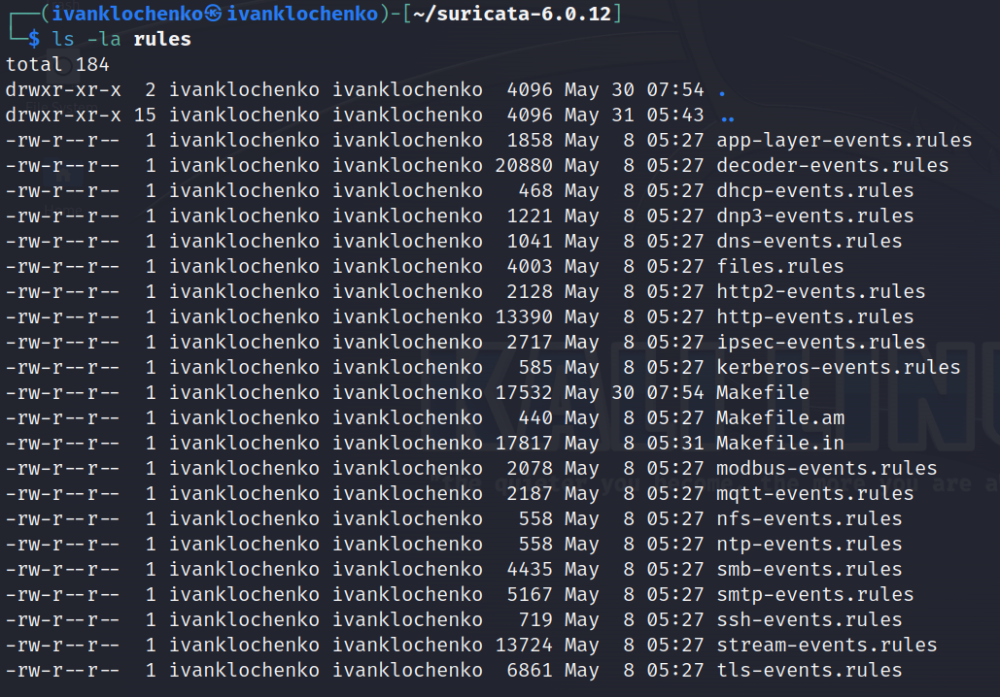 ┌──(ivanklochenko㉿ivanklochenko)-[~/suricata-6.0.12]
└─$ ls -la rules
total 184
drwxr-xr-x  2 ivanklochenko ivanklochenko  4096 May 30 07:54 .
drwxr-xr-x 15 ivanklochenko ivanklochenko  4096 May 31 05:43 ..
-rw-r--r--  1 ivanklochenko ivanklochenko  1858 May  8 05:27 app-layer-events.rules
-rw-r--r--  1 ivanklochenko ivanklochenko 20880 May  8 05:27 decoder-events.rules
-rw-r--r--  1 ivanklochenko ivanklochenko   468 May  8 05:27 dhcp-events.rules
-rw-r--r--  1 ivanklochenko ivanklochenko  1221 May  8 05:27 dnp3-events.rules
-rw-r--r--  1 ivanklochenko ivanklochenko  1041 May  8 05:27 dns-events.rules
-rw-r--r--  1 ivanklochenko ivanklochenko  4003 May  8 05:27 files.rules
-rw-r--r--  1 ivanklochenko ivanklochenko  2128 May  8 05:27 http2-events.rules
-rw-r--r--  1 ivanklochenko ivanklochenko 13390 May  8 05:27 http-events.rules
-rw-r--r--  1 ivanklochenko ivanklochenko  2717 May  8 05:27 ipsec-events.rules
-rw-r--r--  1 ivanklochenko ivanklochenko   585 May  8 05:27 kerberos-events.rules
-rw-r--r--  1 ivanklochenko ivanklochenko 17532 May 30 07:54 Makefile
-rw-r--r--  1 ivanklochenko ivanklochenko   440 May  8 05:27 Makefile.am
-rw-r--r--  1 ivanklochenko ivanklochenko 17817 May  8 05:31 Makefile.in
-rw-r--r--  1 ivanklochenko ivanklochenko  2078 May  8 05:27 modbus-events.rules
-rw-r--r--  1 ivanklochenko ivanklochenko  2187 May  8 05:27 mqtt-events.rules
-rw-r--r--  1 ivanklochenko ivanklochenko   558 May  8 05:27 nfs-events.rules
-rw-r--r--  1 ivanklochenko ivanklochenko   558 May  8 05:27 ntp-events.rules
-rw-r--r--  1 ivanklochenko ivanklochenko  4435 May  8 05:27 smb-events.rules
-rw-r--r--  1 ivanklochenko ivanklochenko  5167 May  8 05:27 smtp-events.rules
-rw-r--r--  1 ivanklochenko ivanklochenko   719 May  8 05:27 ssh-events.rules
-rw-r--r--  1 ivanklochenko ivanklochenko 13724 May  8 05:27 stream-events.rules
-rw-r--r--  1 ivanklochenko ivanklochenko  6861 May  8 05:27 tls-events.rules
KALI LINU
"the quieter you become, the more you are a